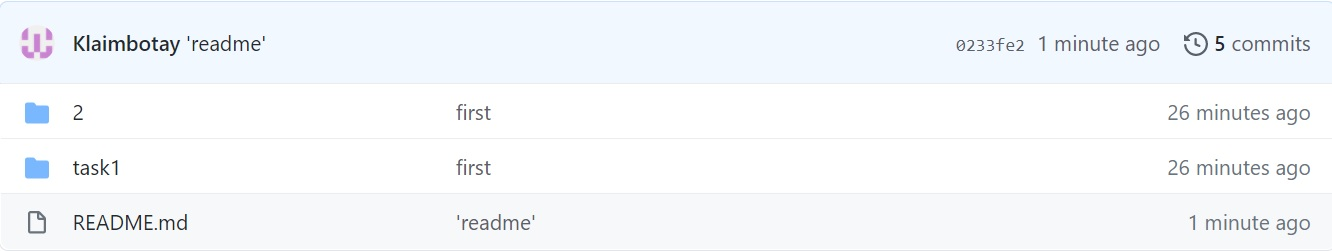 Klaimbotay 'readme' 0233fe2 1 minute ago 5 commits
2 first 26 minutes ago
task1 first 26 minutes ago
README.md 'readme' 1 minute ago